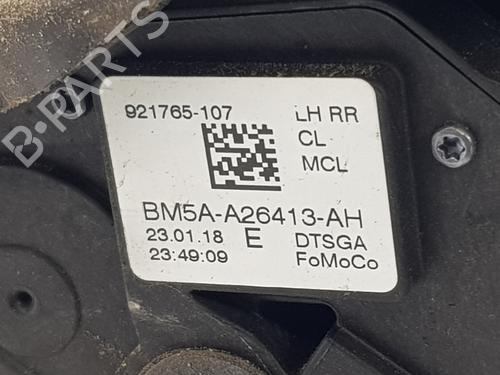 B-PARTS
921765-107 LH RR
CL
MCL
BM5A-A26413-AH
23.01.18 E DTSGA
23:49:09 FoMoCo